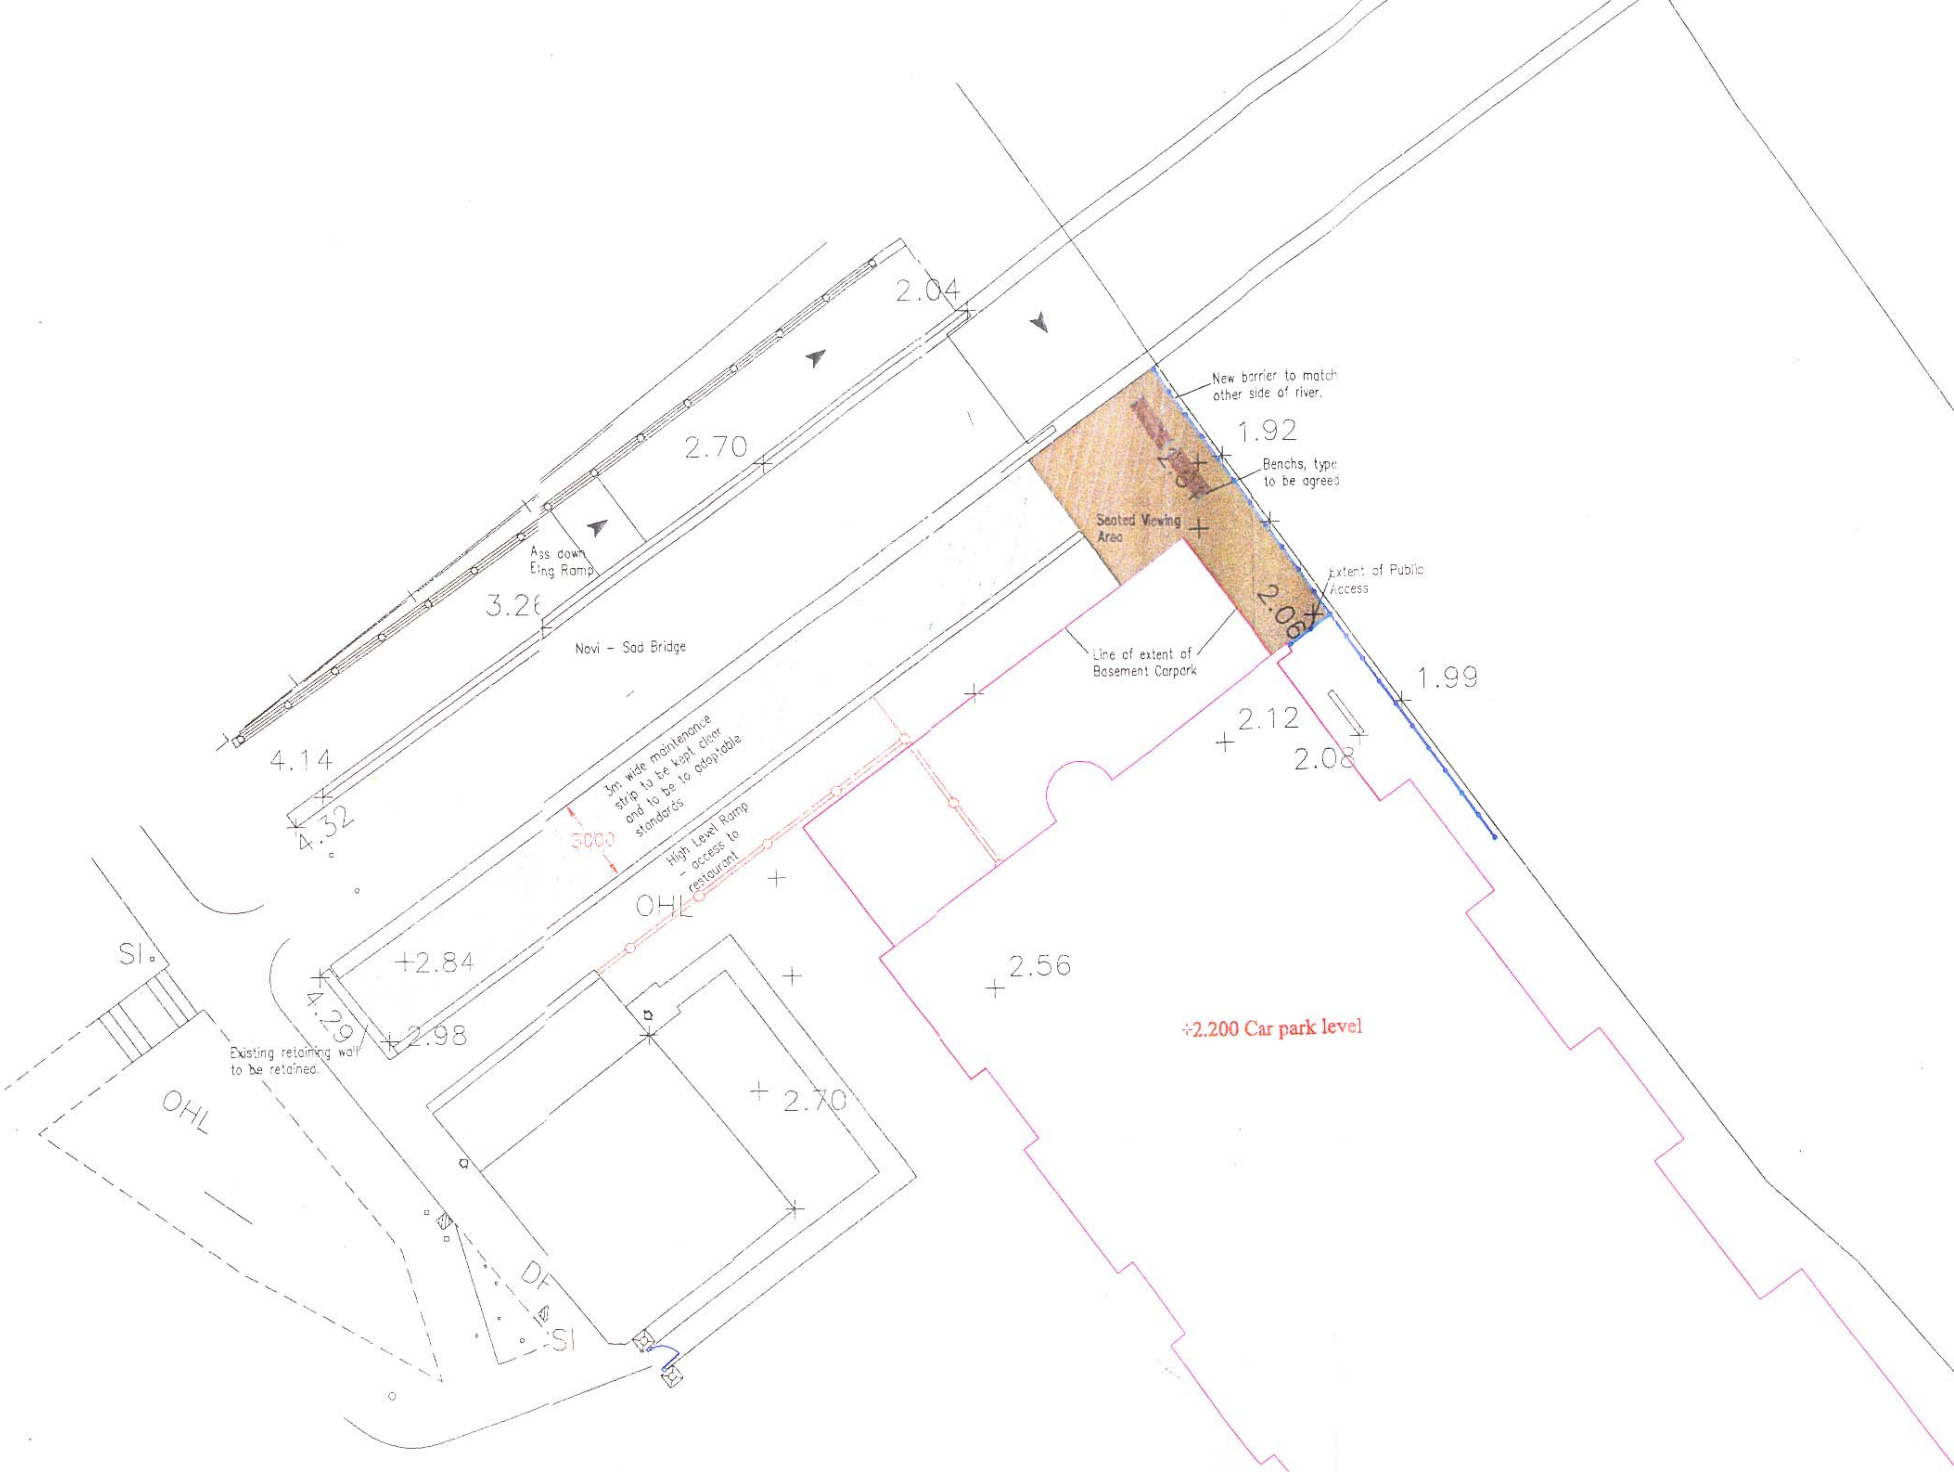 2.04
New barrier to match
other side of river.
1.92
2.70
Benchs, type
to be agreed
Seated Viewing
Area
Ass down
Eing Ramp
Extent of Public
Access
3.26
2.06
Novi - Sad Bridge
Line of extent of
Basement Carpark
1.99
2.12
2.08
4.14
4.32
3m wide maintenance
strip to be kept clear
and to be to adoptable
standards
3000
High Level Ramp
- access to
restaurant
OHL
SI
2.84
2.56
4.29
2.98
+2.200 Car park level
Existing retaining wall
to be retained.
2.70
OHL
DF
SI